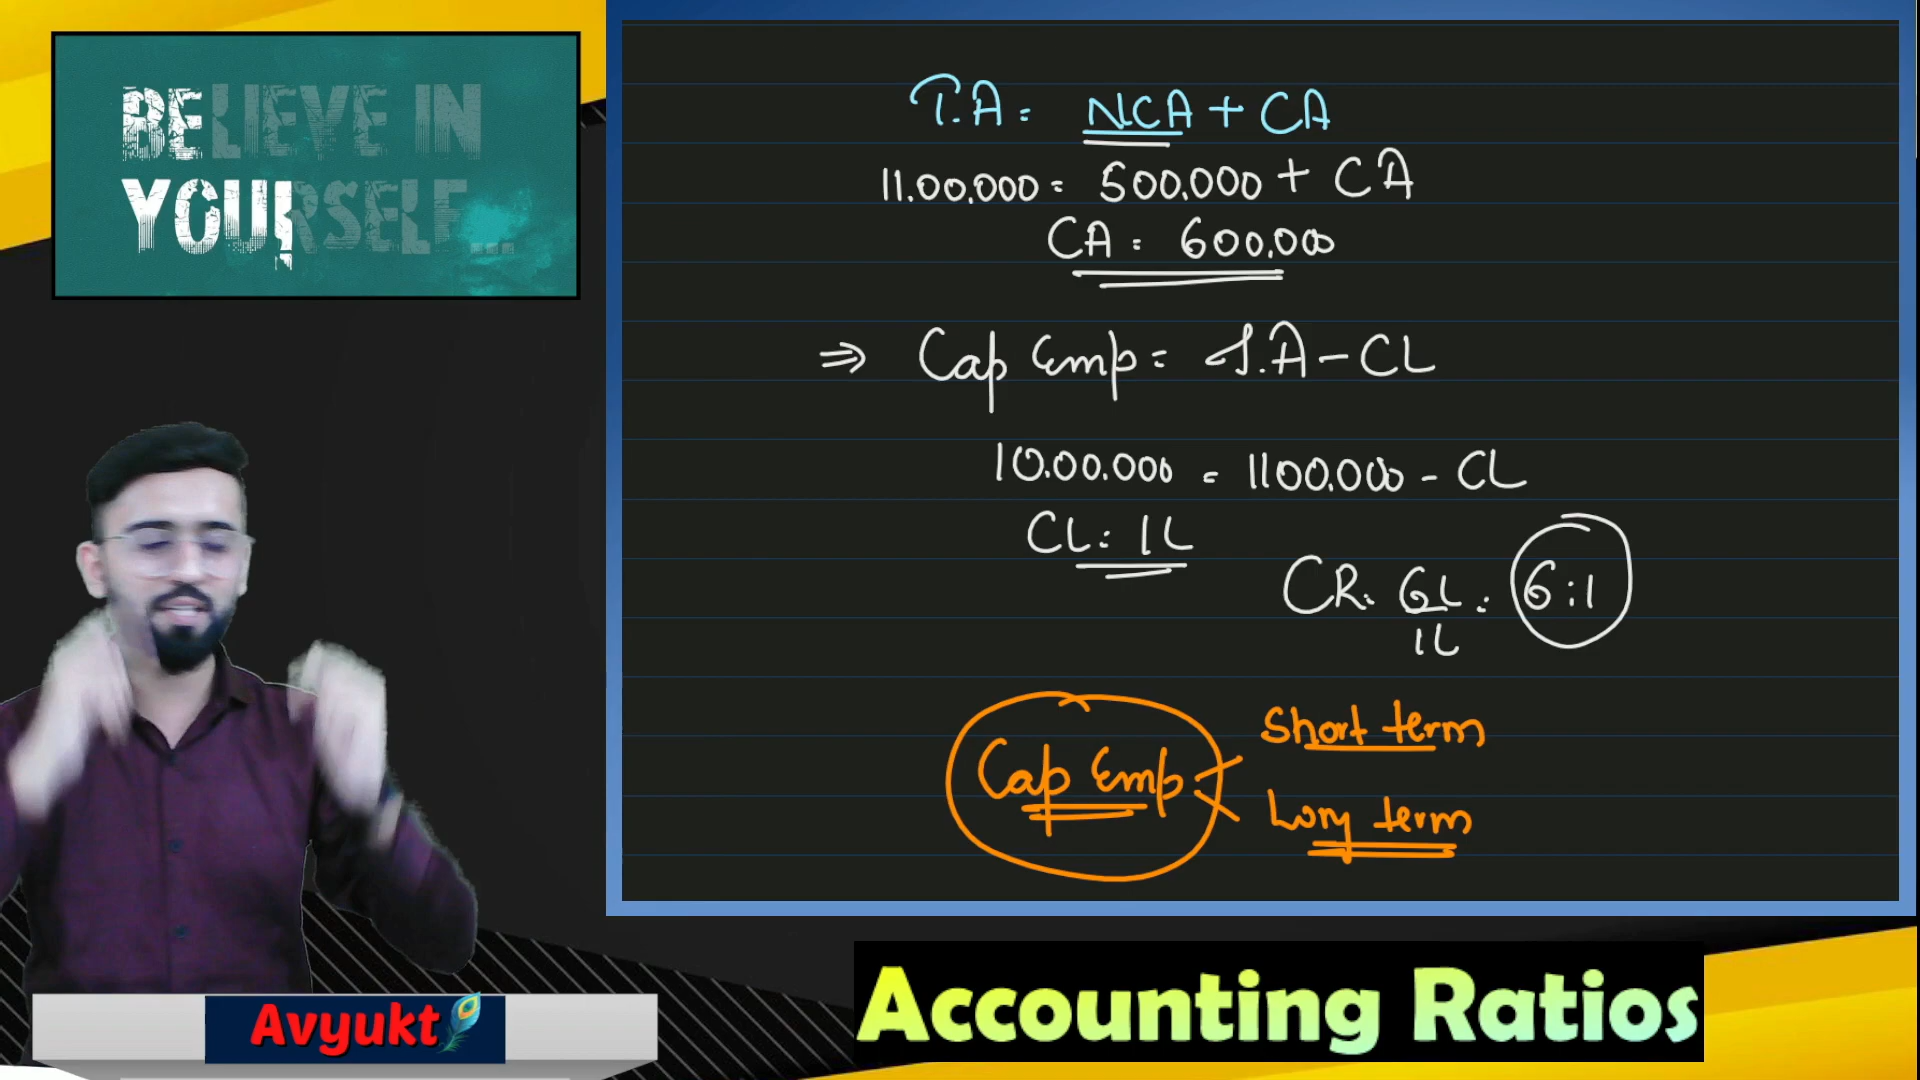 BELIEVE IN
YOURSELF...
T.A = NCA + CA
11.00,000 = 500,000 + CA
CA = 600,000
⇒ Cap Emp = T.A - CL
10.00.000 = 1100,000 - CL
CL = 1L
CR = 6L/1L = 6:1
Cap Emp
Short term
Long term
Avyukt
Accounting Ratios